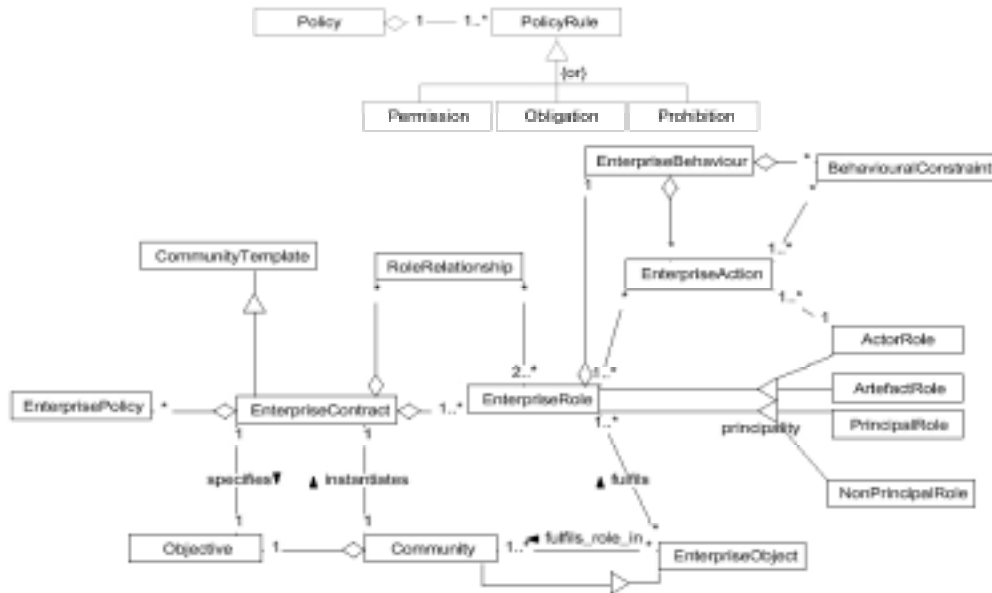 Policy 1 1..* PolicyRule
{or}
Permission Obligation Prohibition
EnterpriseBehaviour * BehaviouralConstraint
1 *
* 1..*
CommunityTemplate RoleRelationship EnterpriseAction
* * * 1..*
1
ActorRole
2..* 1..*
EnterprisePolicy * EnterpriseContract 1..* EnterpriseRole ArtefactRole
1 1 1..* principality PrincipalRole
specifies instantiates fulfils
NonPrincipalRole
1 1 *
Objective 1 Community 1..* fulfils_role_in * EnterpriseObject